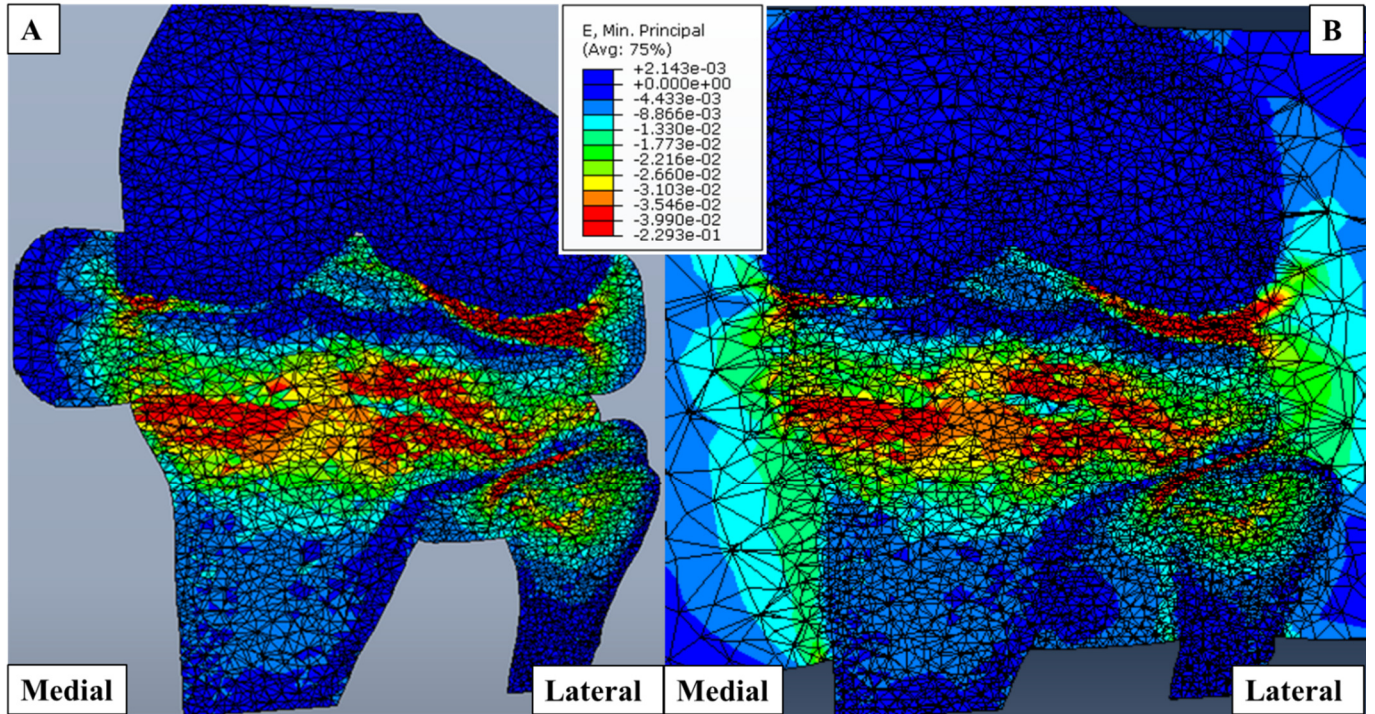 A
E, Min. Principal
(Avg: 75%)
+2.143e-03
+0.000e+00
-4.433e-03
-8.866e-03
-1.330e-02
-1.773e-02
-2.216e-02
-2.660e-02
-3.103e-02
-3.546e-02
-3.990e-02
-2.293e-01
B
Medial
Lateral
Medial
Lateral